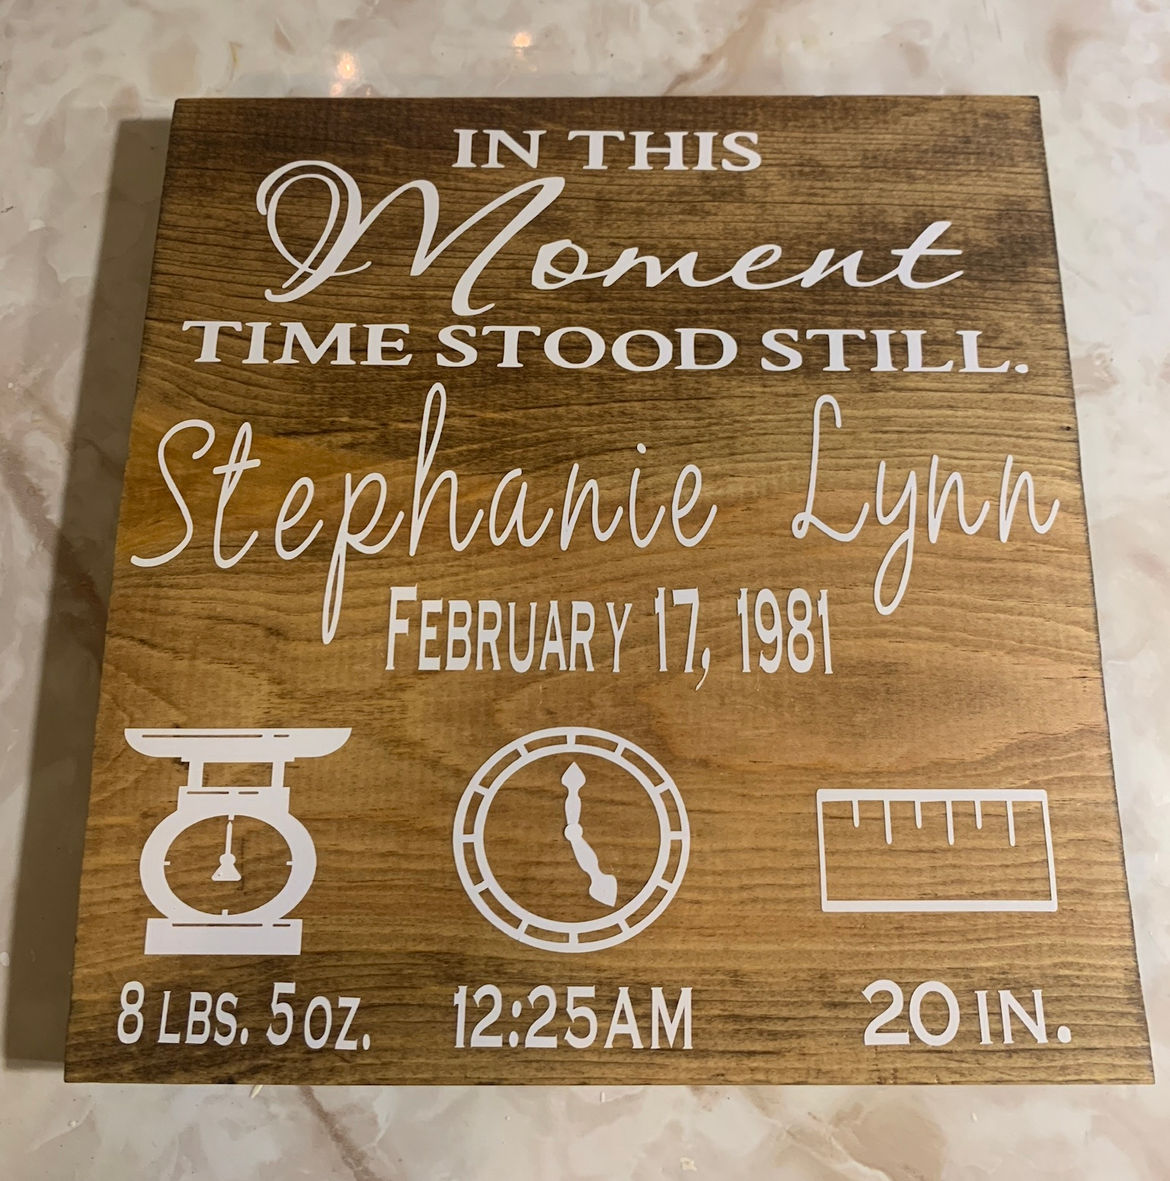 IN THIS
Moment
TIME STOOD STILL.
Stephanie Lynn
FEBRUARY 17, 1981
8 LBS. 5 OZ. 12:25AM 20 IN.